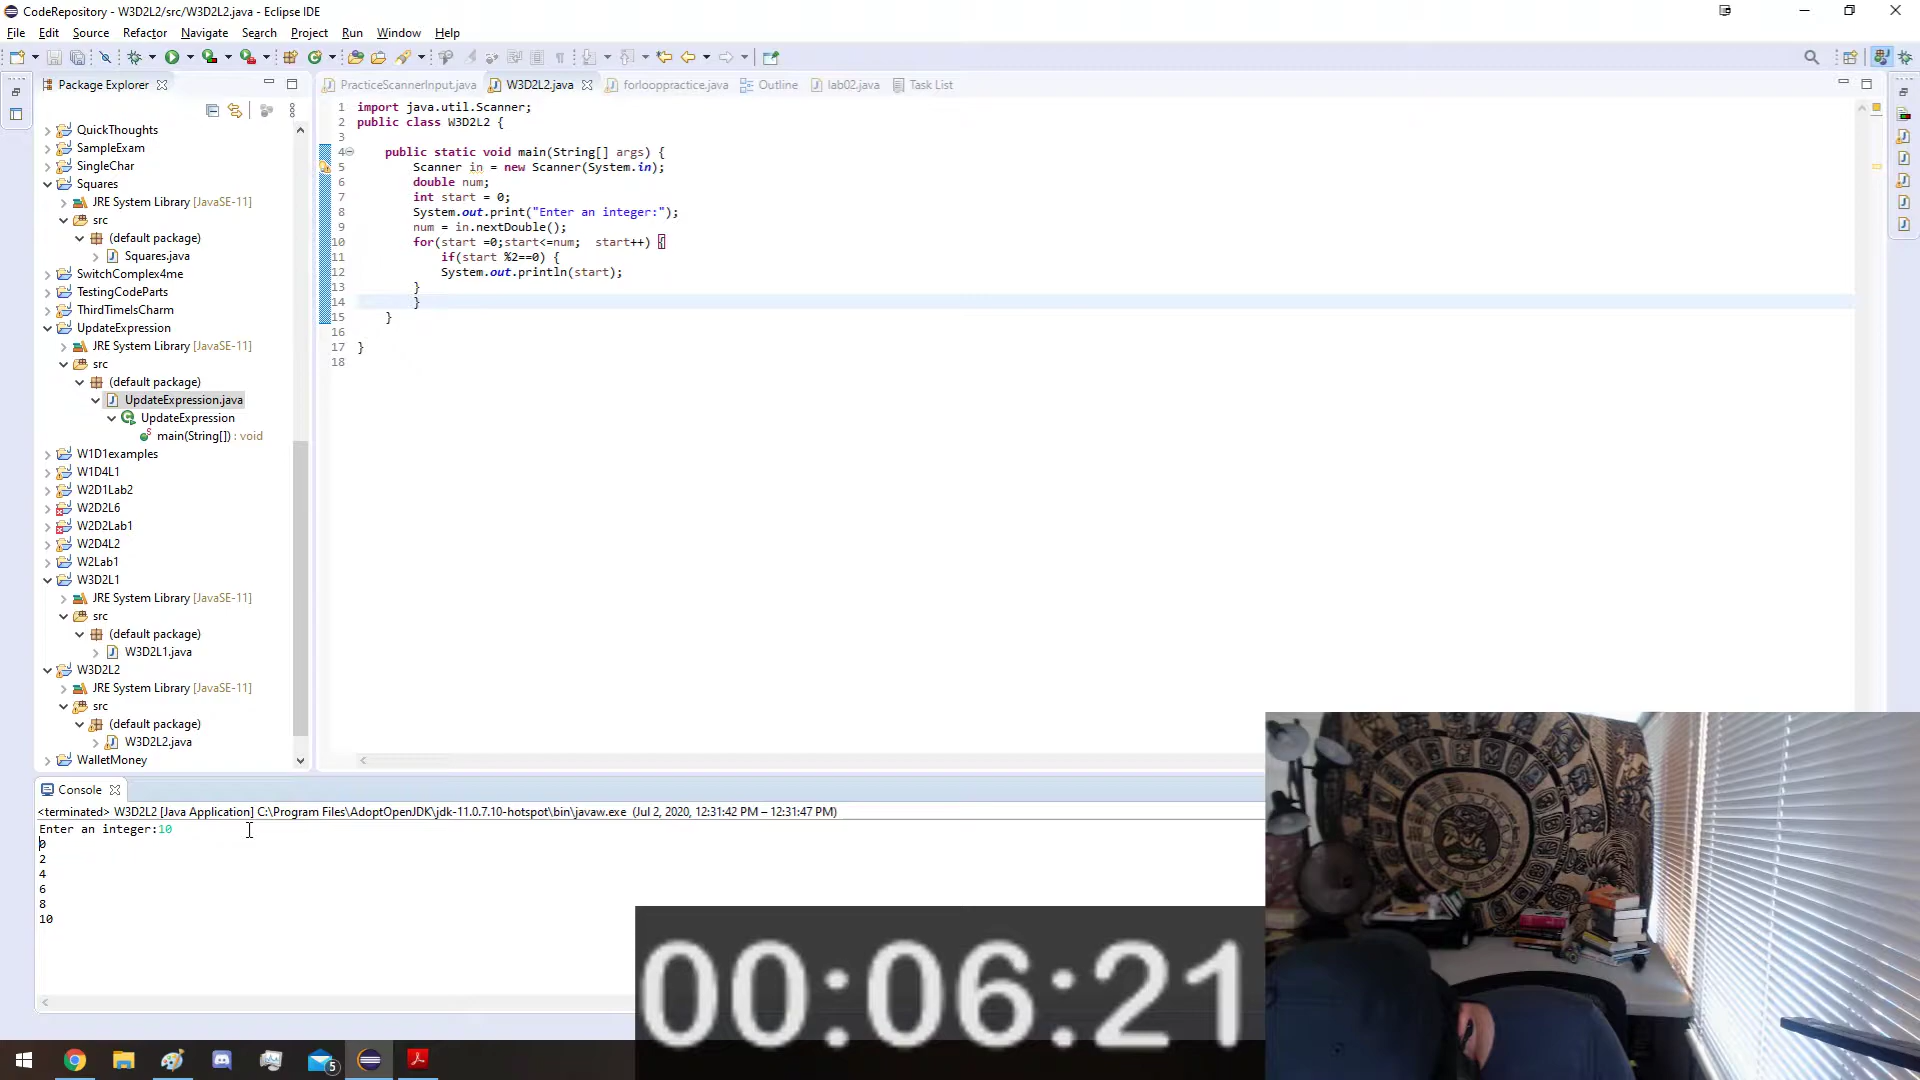 CodeRepository - W3D2L2/src/W3D2L2.java - Eclipse IDE
File Edit Source Refactor Navigate Search Project Run Window Help
Package Explorer
PracticeScannerInput.java W3D2L2.java forlooppractice.java Outline lab02.java Task List
QuickThoughts
SampleExam
SingleChar
Squares
JRE System Library [JavaSE-11]
src
(default package)
Squares.java
SwitchComplex4me
TestingCodeParts
ThirdTimeIsCharm
UpdateExpression
JRE System Library [JavaSE-11]
src
(default package)
UpdateExpression.java
UpdateExpression
main(String[]) : void
W1D1examples
W1D4L1
W2D1Lab2
W2D2L6
W2D2Lab1
W2D4L2
W2Lab1
W3D2L1
JRE System Library [JavaSE-11]
src
(default package)
W3D2L1.java
W3D2L2
JRE System Library [JavaSE-11]
src
(default package)
W3D2L2.java
WalletMoney
1 import java.util.Scanner;
2 public class W3D2L2 {
3
4 public static void main(String[] args) {
5 Scanner in = new Scanner(System.in);
6 double num;
7 int start = 0;
8 System.out.print("Enter an integer:");
9 num = in.nextDouble();
10 for(start =0;start<=num;  start++) {
11 if(start %2==0) {
12 System.out.println(start);
13 }
14 }
15 }
16
17 }
18
Console
<terminated> W3D2L2 [Java Application] C:\Program Files\AdoptOpenJDK\jdk-11.0.7.10-hotspot\bin\javaw.exe (Jul 2, 2020, 12:31:42 PM – 12:31:47 PM)
Enter an integer:10
0
2
4
6
8
10
00:06:21
5